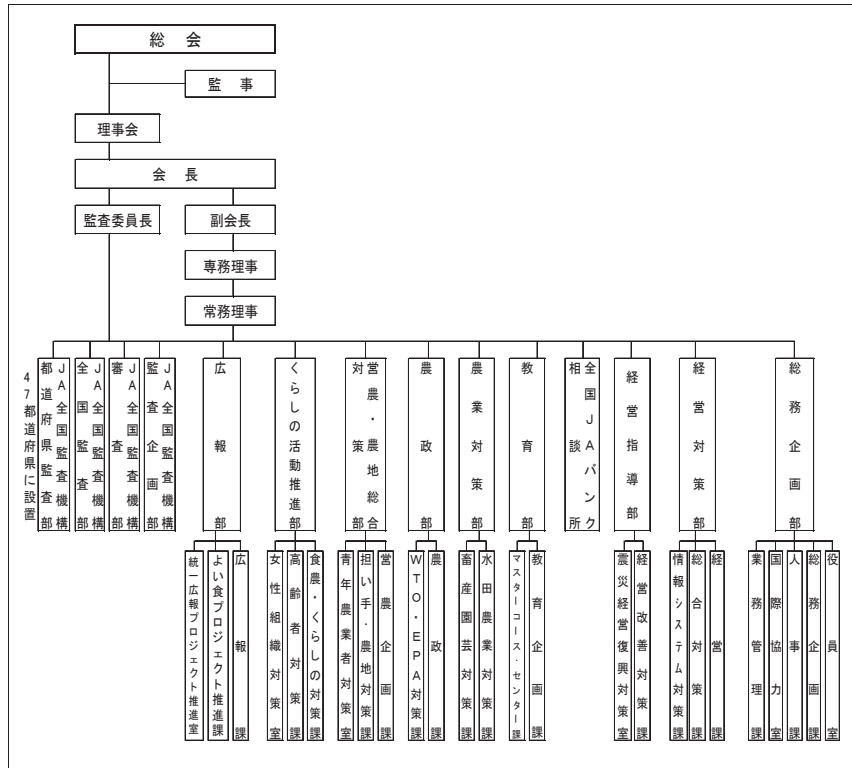 総会
監事
理事会
会長
監査委員長
副会長
専務理事
常務理事
総務企画部
経営対策部
経営指導部
全国JAバンク
相談所
教育部
農業対策部
農政部
営農・農地総合
対策部
くらしの活動推進部
広報部
JA全国監査機構
監査企画部
JA全国監査機構
審査部
JA全国監査機構
全国監査部
JA全国監査機構
都道府県監査部
47都道府県に設置
役員室
総務企画課
人事課
国際協力室
業務管理課
経営課
総合対策課
情報システム対策課
経営改善対策課
震災経営復興対策室
教育企画課
マスターコース・センター課
水田農業対策課
畜産園芸対策課
農政課
WTO・EPA対策課
営農企画課
担い手・農地対策課
青年農業者対策室
食農・くらしの対策課
高齢者対策課
女性組織対策室
広報課
よい食プロジェクト推進課
統一広報プロジェクト推進室